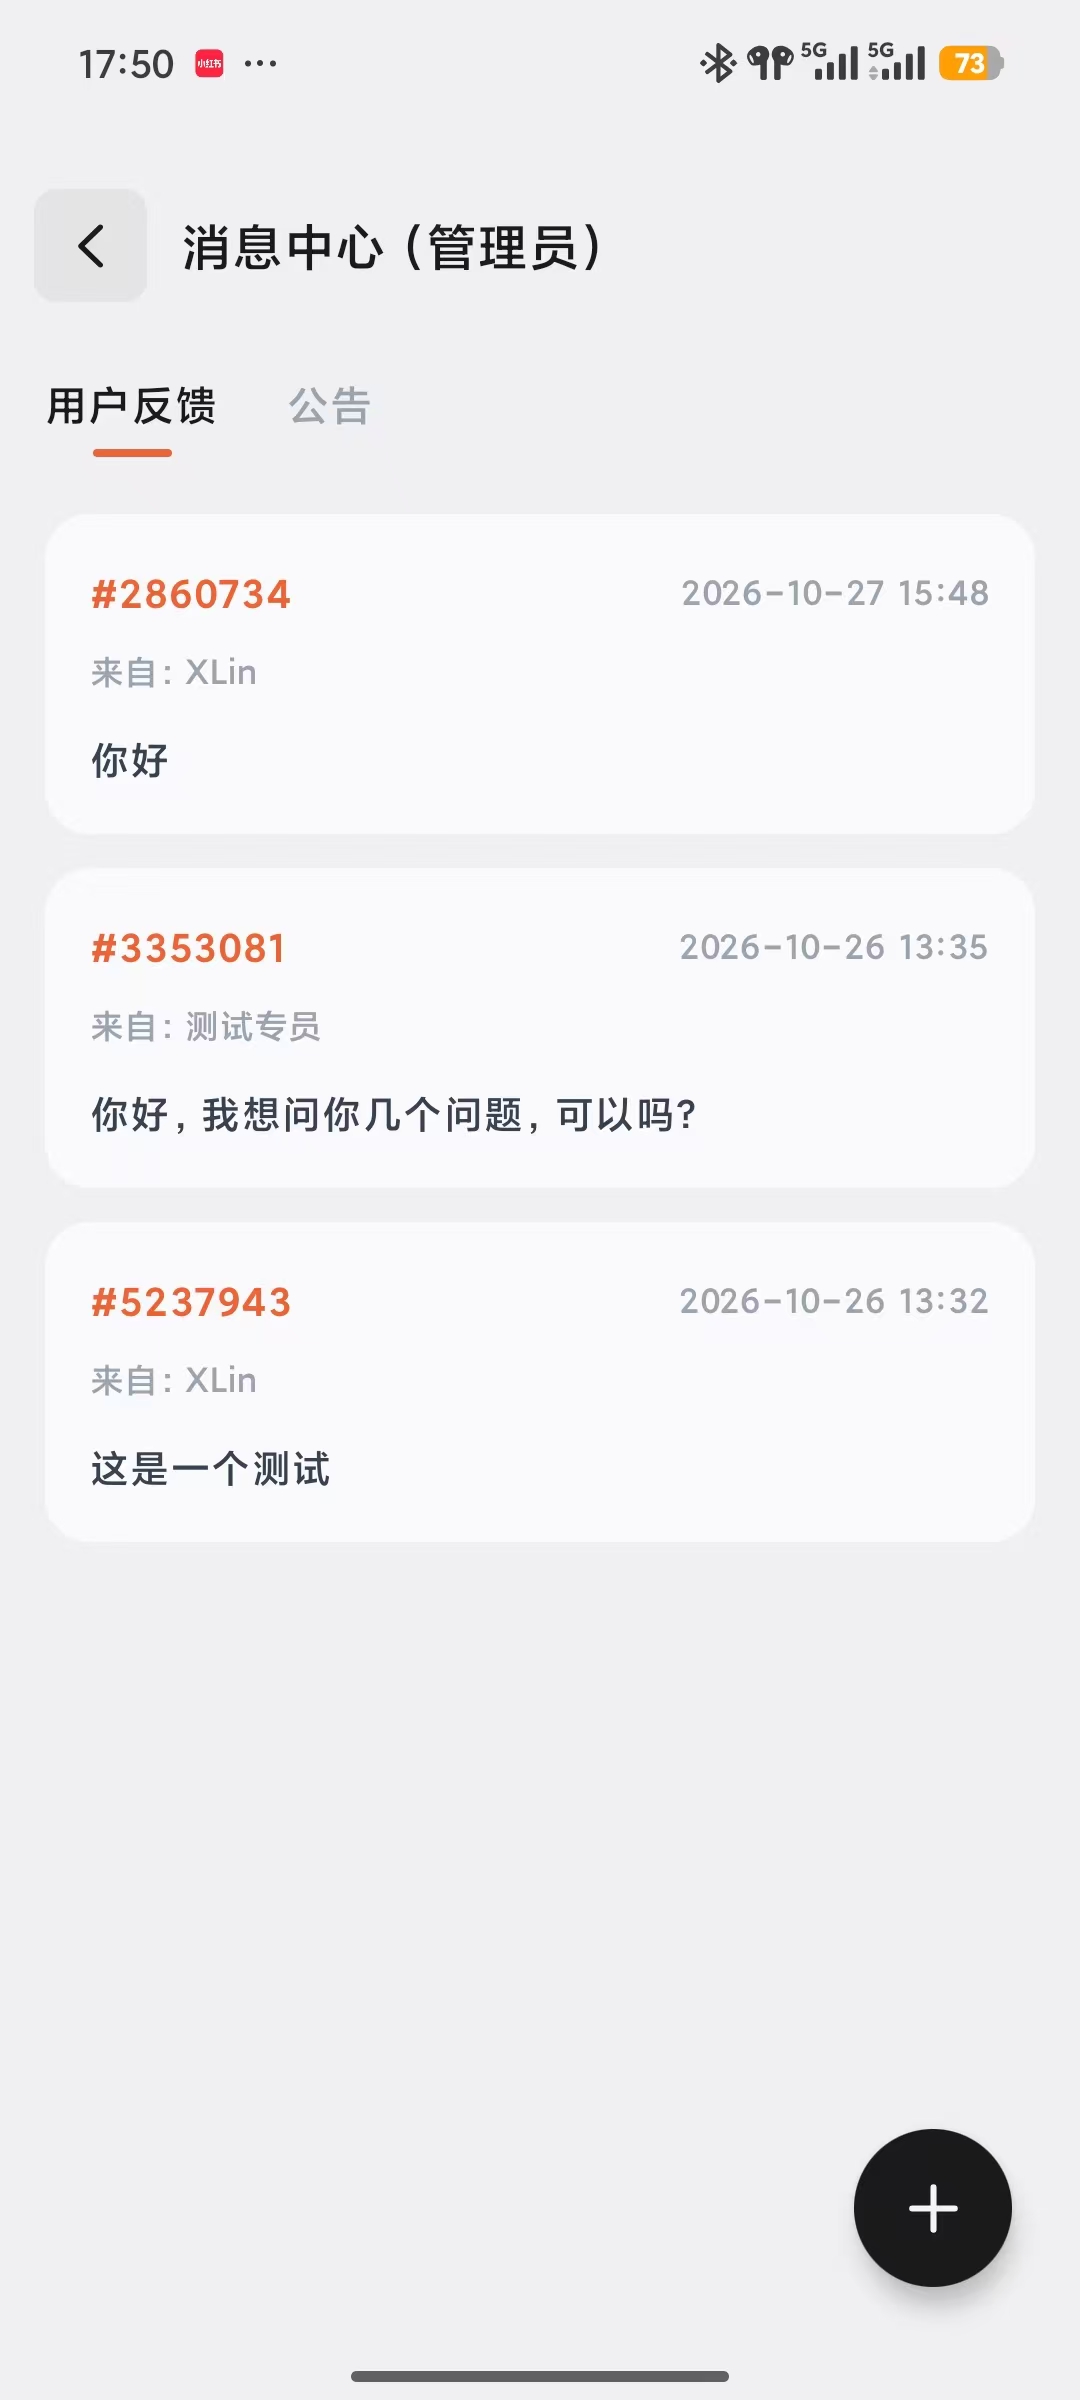 17:50 小红书 ... 5G 5G 73
消息中心（管理员）
用户反馈 公告
#2860734 2026-10-27 15:48
来自：XLin
你好
#3353081 2026-10-26 13:35
来自：测试专员
你好，我想问你几个问题，可以吗？
#5237943 2026-10-26 13:32
来自：XLin
这是一个测试